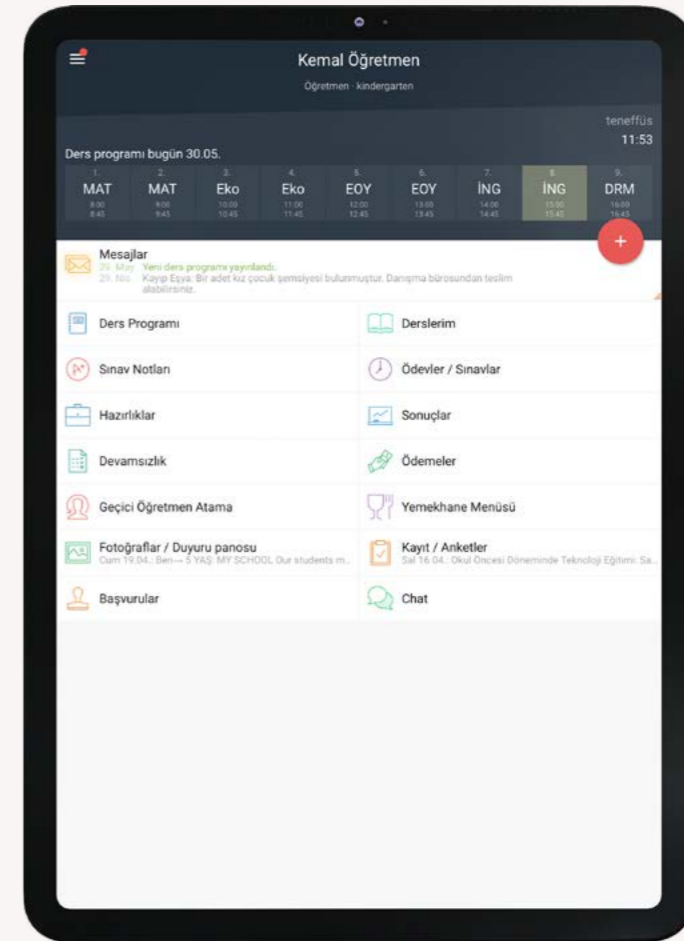 Kemal Öğretmen
Öğretmen - kindergarten
teneffüs
11:53
Ders programı bugün 30.05.
1. 2. 3. 4. 5. 6. 7. 8. 9.
MAT MAT Eko Eko EOY EOY İNG İNG DRM
8:00 9:00 10:00 11:00 12:00 13:00 14:00 15:00 16:00
8:45 9:45 10:45 11:45 12:45 13:45 14:45 15:45 16:45
+
Mesajlar
29. May Yeni ders programı yayınlandı.
29. Nis Kayıp Eşya: Bir adet kız çocuk şemsiyesi bulunmuştur. Danışma bürosundan teslim
alabilirsiniz.
Ders Programı
Derslerim
Sınav Notları
Ödevler / Sınavlar
Hazırlıklar
Sonuçlar
Devamsızlık
Ödemeler
Geçici Öğretmen Atama
Yemekhane Menüsü
Fotoğraflar / Duyuru panosu
Cum 19.04.: Ben→ 5 YAŞ: MY SCHOOL Our students m...
Kayıt / Anketler
Sal 16.04.: Okul Öncesi Döneminde Teknoloji Eğitimi: Sa...
Başvurular
Chat